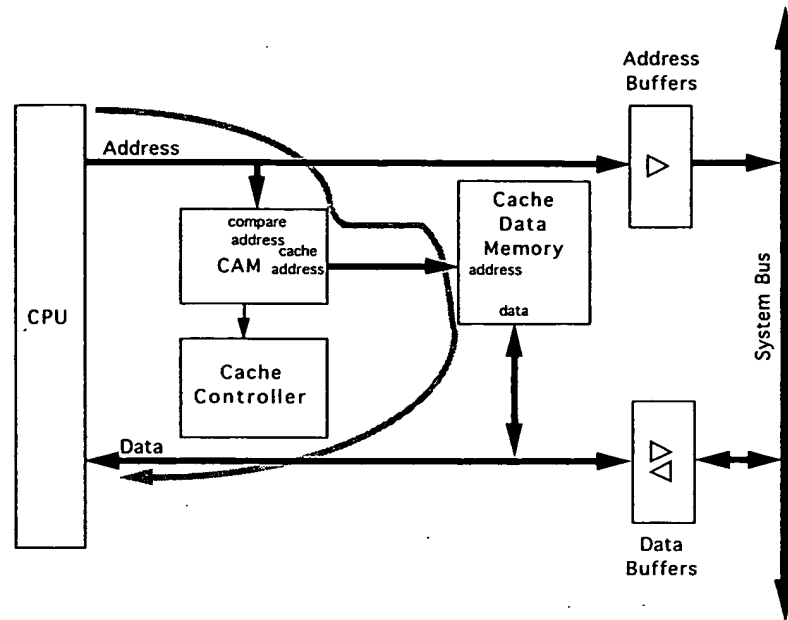 Address
Buffers
Address
Cache
Data
Memory
address
data
compare
address
cache
address
CAM
CPU
Cache
Controller
System Bus
Data
Data
Buffers